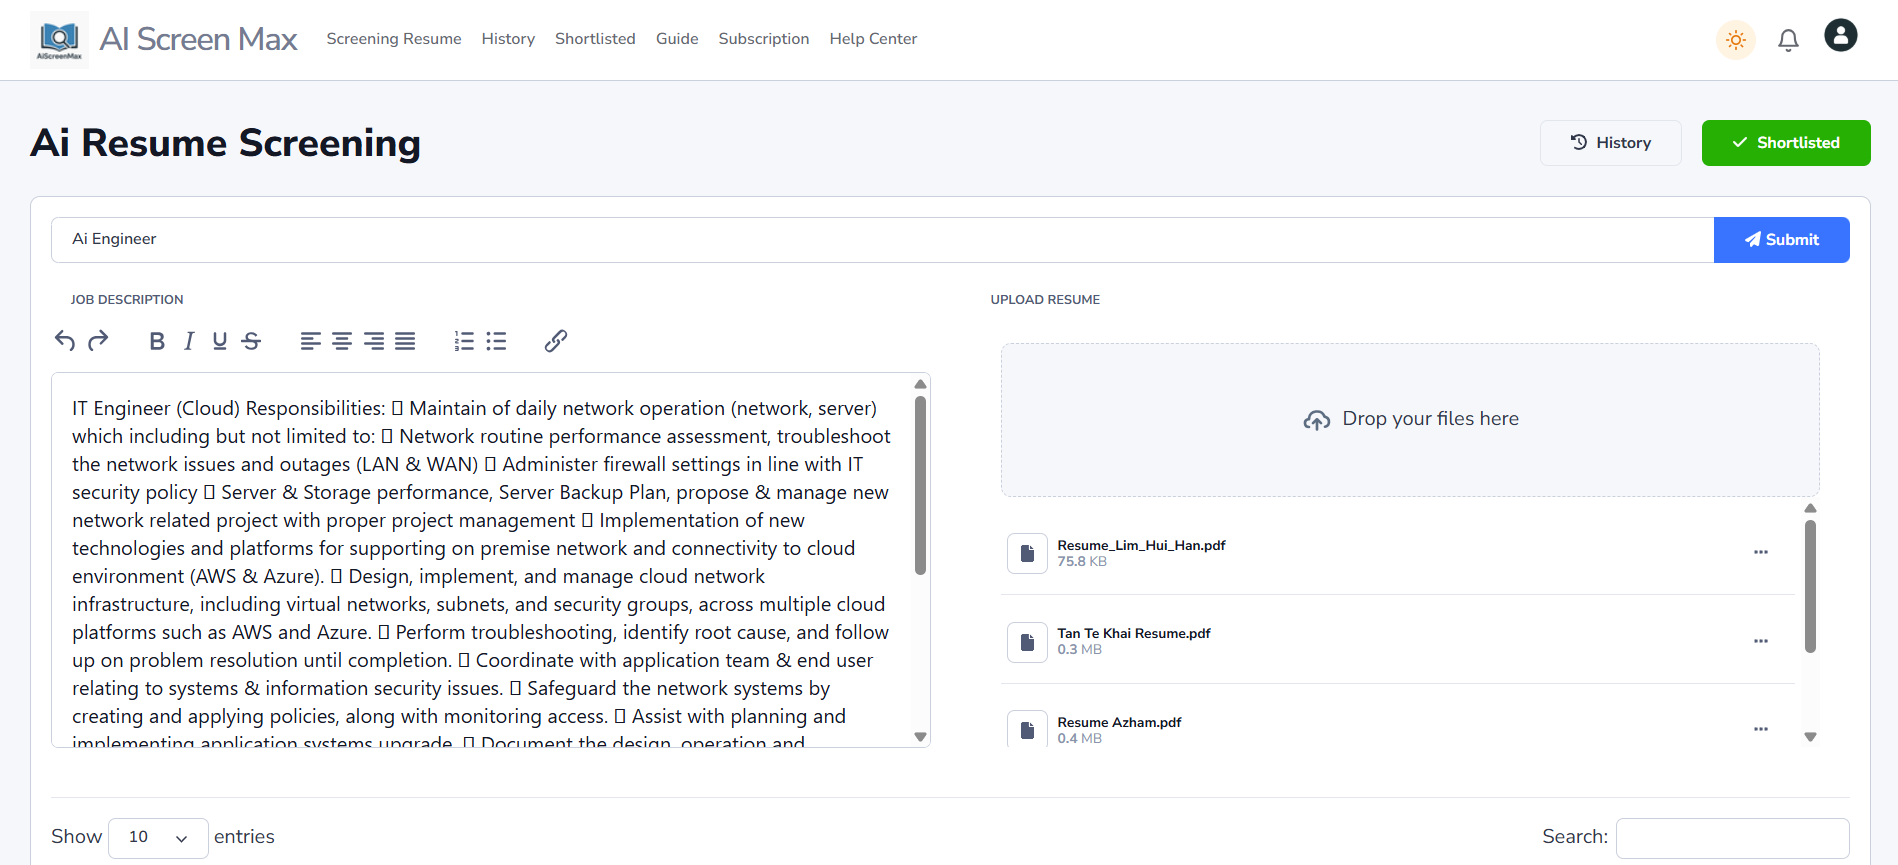 AiScreenMax
AI Screen Max
Screening Resume
History
Shortlisted
Guide
Subscription
Help Center
Ai Resume Screening
History
Shortlisted
Ai Engineer
Submit
JOB DESCRIPTION
IT Engineer (Cloud) Responsibilities:  Maintain of daily network operation (network, server)
which including but not limited to:  Network routine performance assessment, troubleshoot
the network issues and outages (LAN & WAN)  Administer firewall settings in line with IT
security policy  Server & Storage performance, Server Backup Plan, propose & manage new
network related project with proper project management  Implementation of new
technologies and platforms for supporting on premise network and connectivity to cloud
environment (AWS & Azure).  Design, implement, and manage cloud network
infrastructure, including virtual networks, subnets, and security groups, across multiple cloud
platforms such as AWS and Azure.  Perform troubleshooting, identify root cause, and follow
up on problem resolution until completion.  Coordinate with application team & end user
relating to systems & information security issues.  Safeguard the network systems by
creating and applying policies, along with monitoring access.  Assist with planning and
implementing application systems upgrade.  Document the design, operation and
UPLOAD RESUME
Drop your files here
Resume_Lim_Hui_Han.pdf
75.8 KB
Tan Te Khai Resume.pdf
0.3 MB
Resume Azham.pdf
0.4 MB
Show 10 entries
Search: